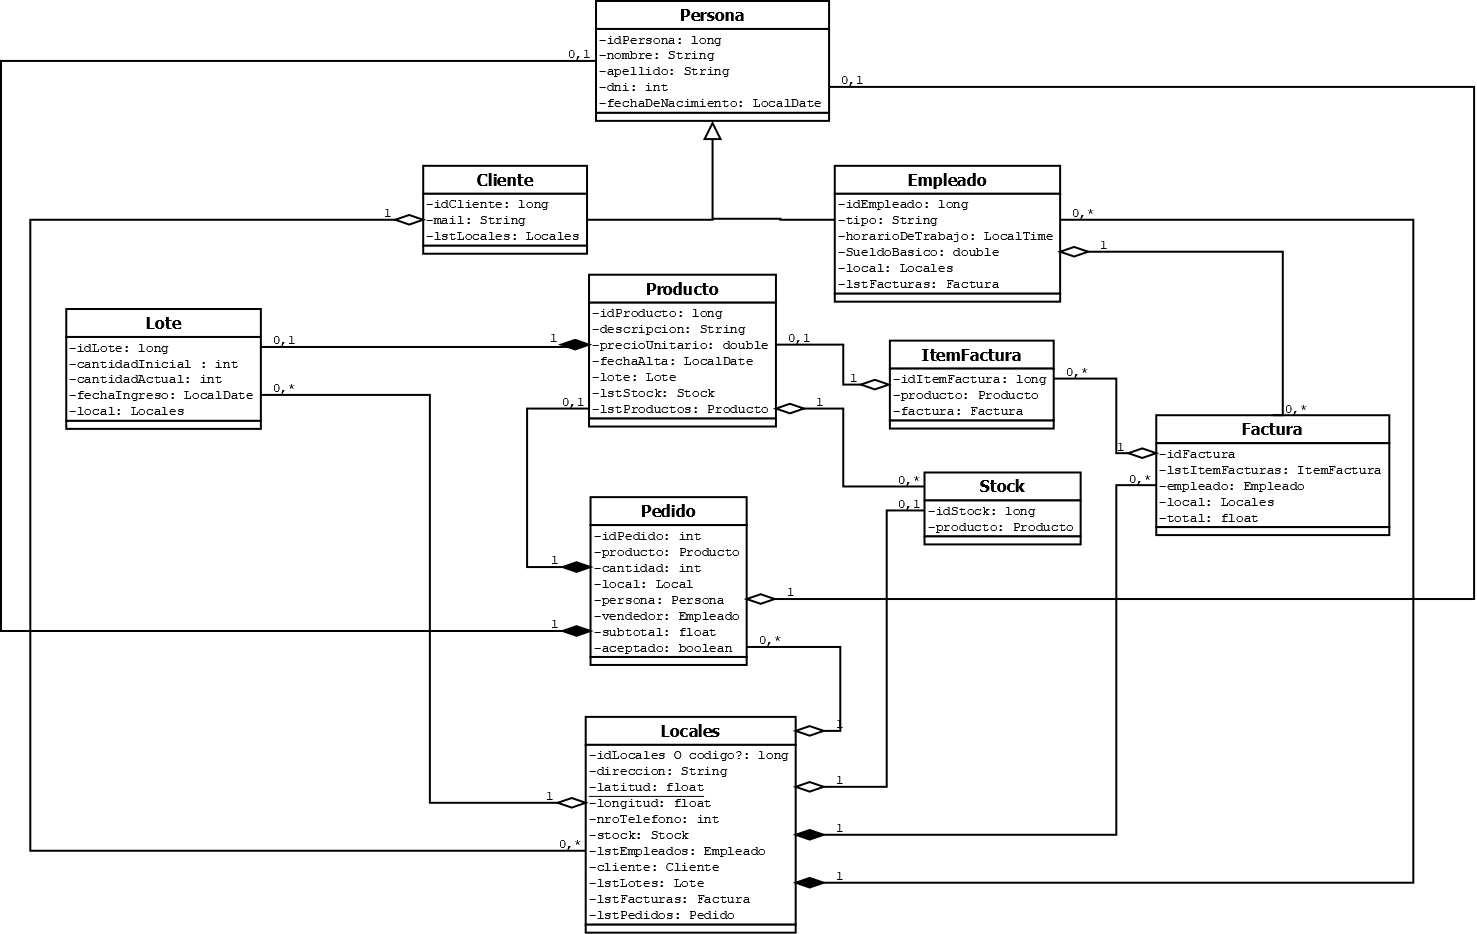 Persona
-idPersona: long
-nombre: String
-apellido: String
-dni: int
-fechaDeNacimiento: LocalDate
0,1
0,1
Cliente
-idCliente: long
-mail: String
-lstLocales: Locales
1
Empleado
-idEmpleado: long
-tipo: String
-horarioDeTrabajo: LocalTime
-SueldoBasico: double
-local: Locales
-lstFacturas: Factura
0,*
1
Producto
-idProducto: long
-descripcion: String
-precioUnitario: double
-fechaAlta: LocalDate
-lote: Lote
-lstStock: Stock
-lstProductos: Producto
1
0,1
0,1
1
Lote
-idLote: long
-cantidadInicial : int
-cantidadActual: int
-fechaIngreso: LocalDate
-local: Locales
0,1
0,*
ItemFactura
-idItemFactura: long
-producto: Producto
-factura: Factura
1
0,*
Factura
-idFactura
-lstItemFacturas: ItemFactura
-empleado: Empleado
-local: Locales
-total: float
0,*
1
0,*
Stock
-idStock: long
-producto: Producto
0,*
0,1
Pedido
-idPedido: int
-producto: Producto
-cantidad: int
-local: Local
-persona: Persona
-vendedor: Empleado
-subtotal: float
-aceptado: boolean
1
1
1
0,*
Locales
-idLocales O codigo?: long
-direccion: String
-latitud: float
-longitud: float
-nroTelefono: int
-stock: Stock
-lstEmpleados: Empleado
-cliente: Cliente
-lstLotes: Lote
-lstFacturas: Factura
-lstPedidos: Pedido
1
0,*
1
1
1
1